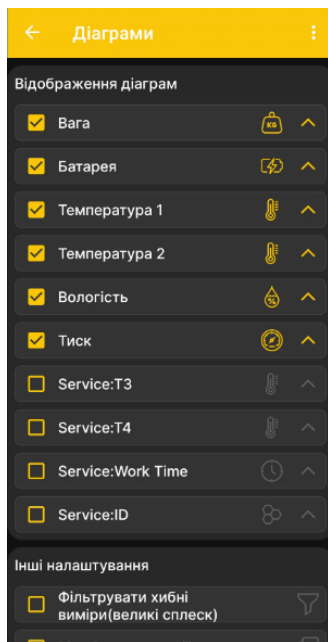 Діаграми
Відображення діаграм
Вага
KG
Батарея
Температура 1
Температура 2
Вологість
%
Тиск
Service:T3
Service:T4
Service:Work Time
Service:ID
Інші налаштування
Фільтрувати хибні
виміри(великі сплеск)